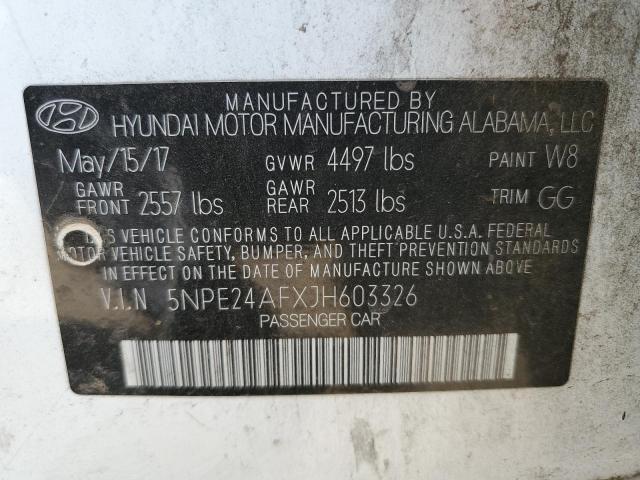 MANUFACTURED BY
HYUNDAI MOTOR MANUFACTURING ALABAMA, LLC
May/15/17 GVWR 4497 lbs PAINT W8
GAWR FRONT 2557 lbs GAWR REAR 2513 lbs TRIM GG
VEHICLE CONFORMS TO ALL APPLICABLE U.S.A. FEDERAL
MOTOR VEHICLE SAFETY, BUMPER, AND THEFT PREVENTION STANDARDS
IN EFFECT ON THE DATE OF MANUFACTURE SHOWN ABOVE
V.I.N 5NPE24AFXJH603326
PASSENGER CAR